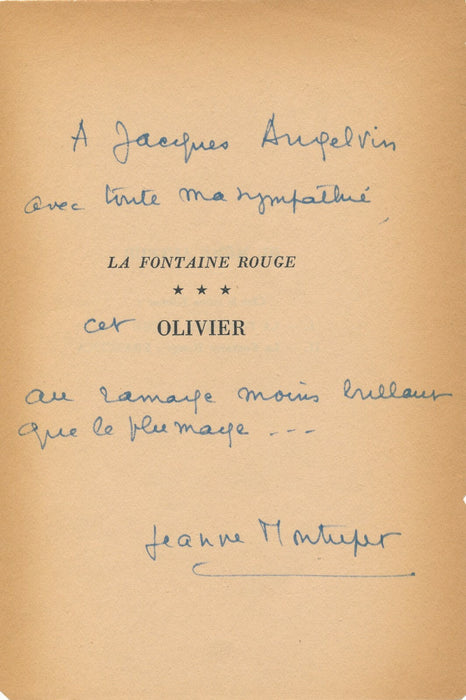 A Jacques Angelvin
avec toute ma sympathie,
LA FONTAINE ROUGE
★ ★ ★
cet OLIVIER
au ramage moins brillant
que le plumage ---
Jeanne